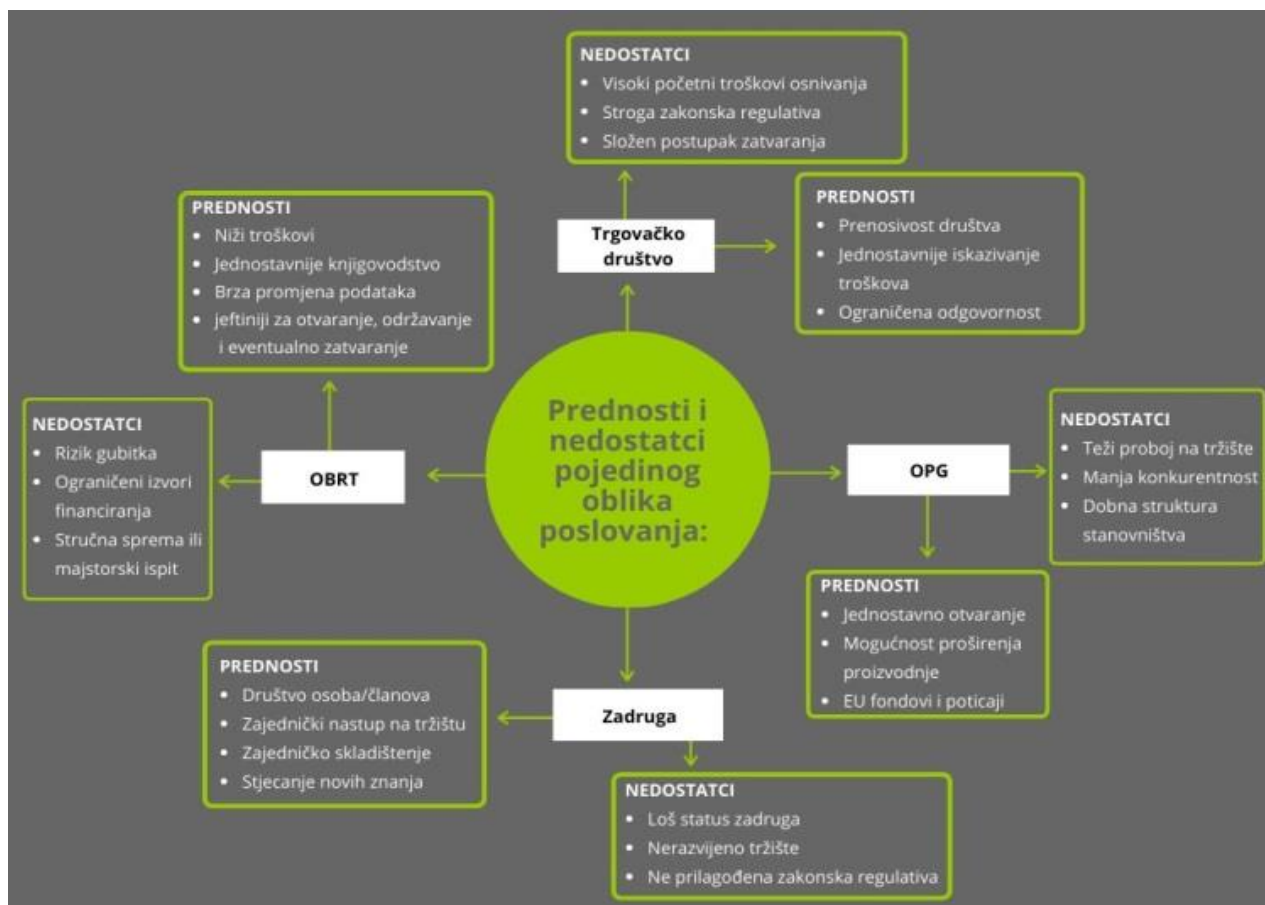 NEDOSTATCI
• Visoki početni troškovi osnivanja
• Stroga zakonska regulativa
• Složen postupak zatvaranja
PREDNOSTI
• Prenosivost društva
• Jednostavnije iskazivanje
troškova
• Ograničena odgovornost
Trgovačko
društvo
PREDNOSTI
• Niži troškovi
• Jednostavnije knjigovodstvo
• Brza promjena podataka
• jeftiniji za otvaranje, održavanje
i eventualno zatvaranje
NEDOSTATCI
• Rizik gubitka
• Ograničeni izvori
financiranja
• Stručna sprema ili
majstorski ispit
OBRT
Prednosti i
nedostatci
pojedinog
oblika
poslovanja:
OPG
NEDOSTATCI
• Teži proboj na tržište
• Manja konkurentnost
• Dobna struktura
stanovništva
PREDNOSTI
• Jednostavno otvaranje
• Mogućnost proširenja
proizvodnje
• EU fondovi i poticaji
PREDNOSTI
• Društvo osoba/članova
• Zajednički nastup na tržištu
• Zajedničko skladištenje
• Stjecanje novih znanja
Zadruga
NEDOSTATCI
• Loš status zadruga
• Nerazvijeno tržište
• Ne prilagođena zakonska regulativa